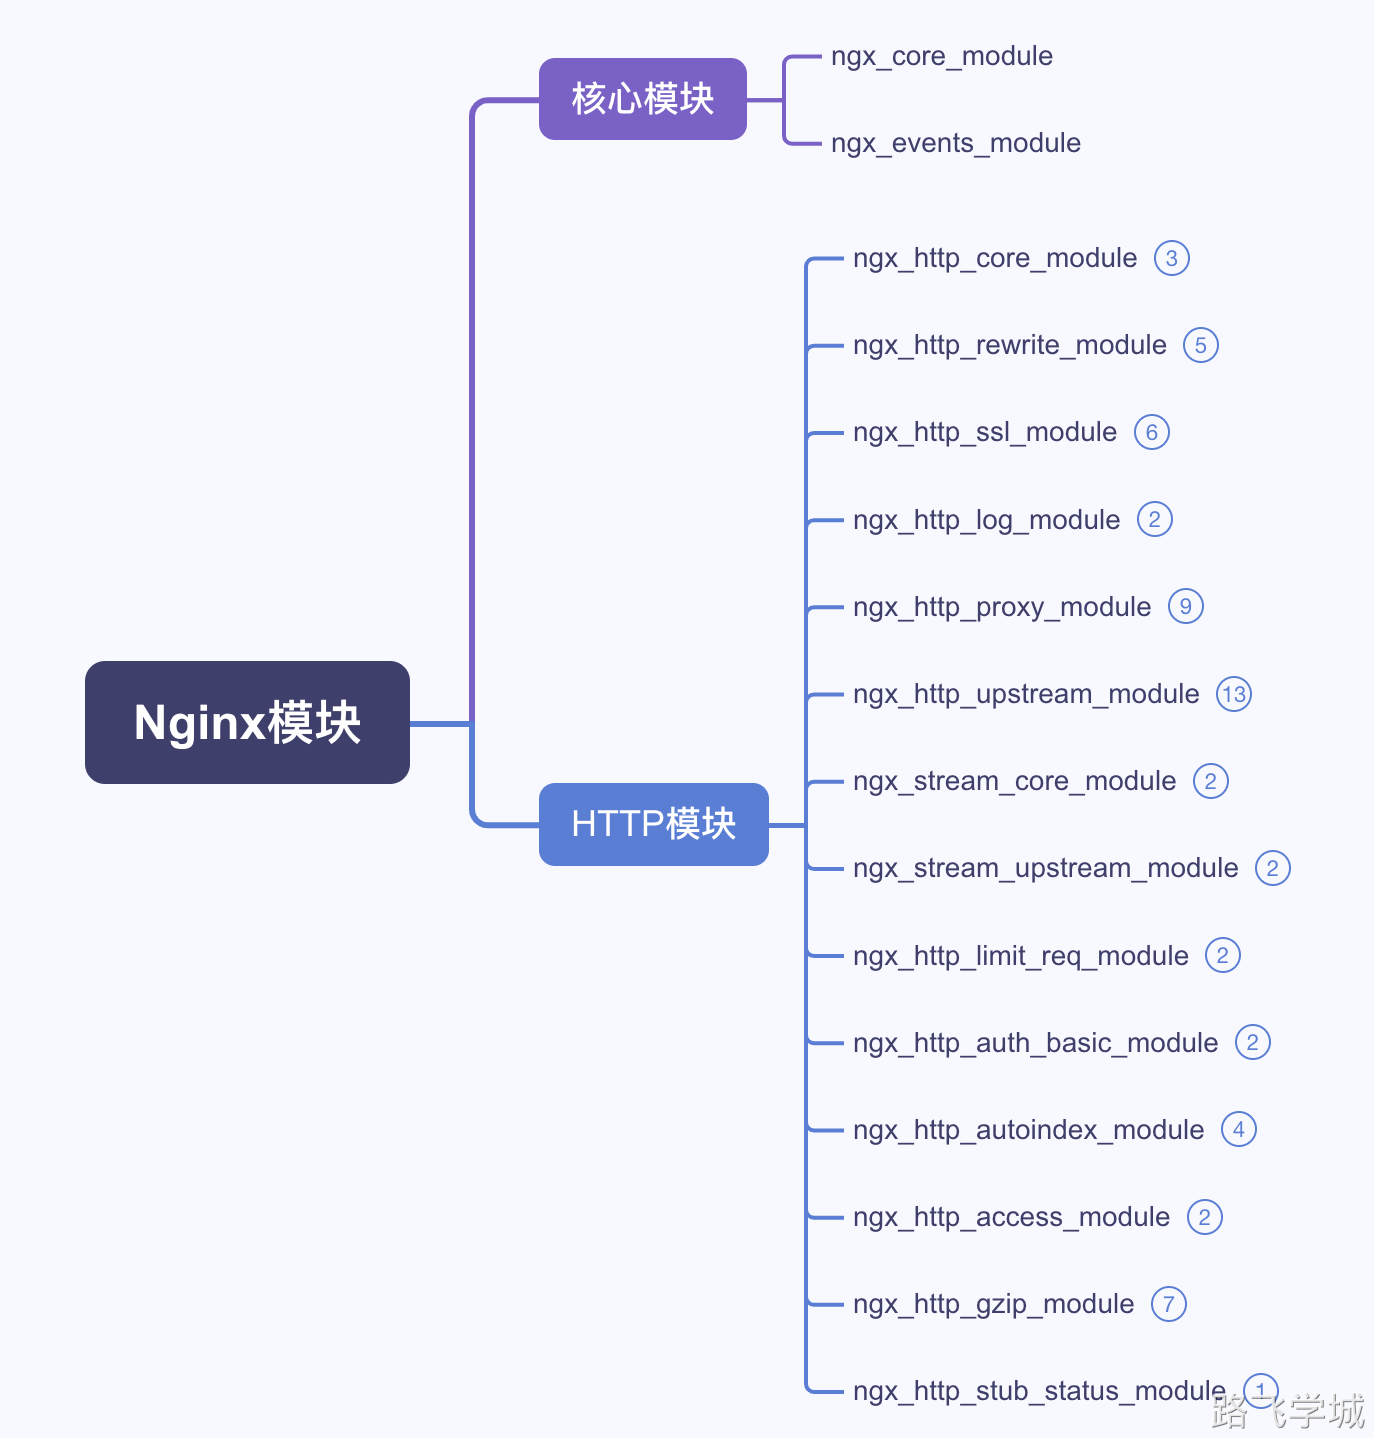 核心模块
ngx_core_module
ngx_events_module
Nginx模块
HTTP模块
ngx_http_core_module 3
ngx_http_rewrite_module 5
ngx_http_ssl_module 6
ngx_http_log_module 2
ngx_http_proxy_module 9
ngx_http_upstream_module 13
ngx_stream_core_module 2
ngx_stream_upstream_module 2
ngx_http_limit_req_module 2
ngx_http_auth_basic_module 2
ngx_http_autoindex_module 4
ngx_http_access_module 2
ngx_http_gzip_module 7
ngx_http_stub_status_module 1
路飞学城